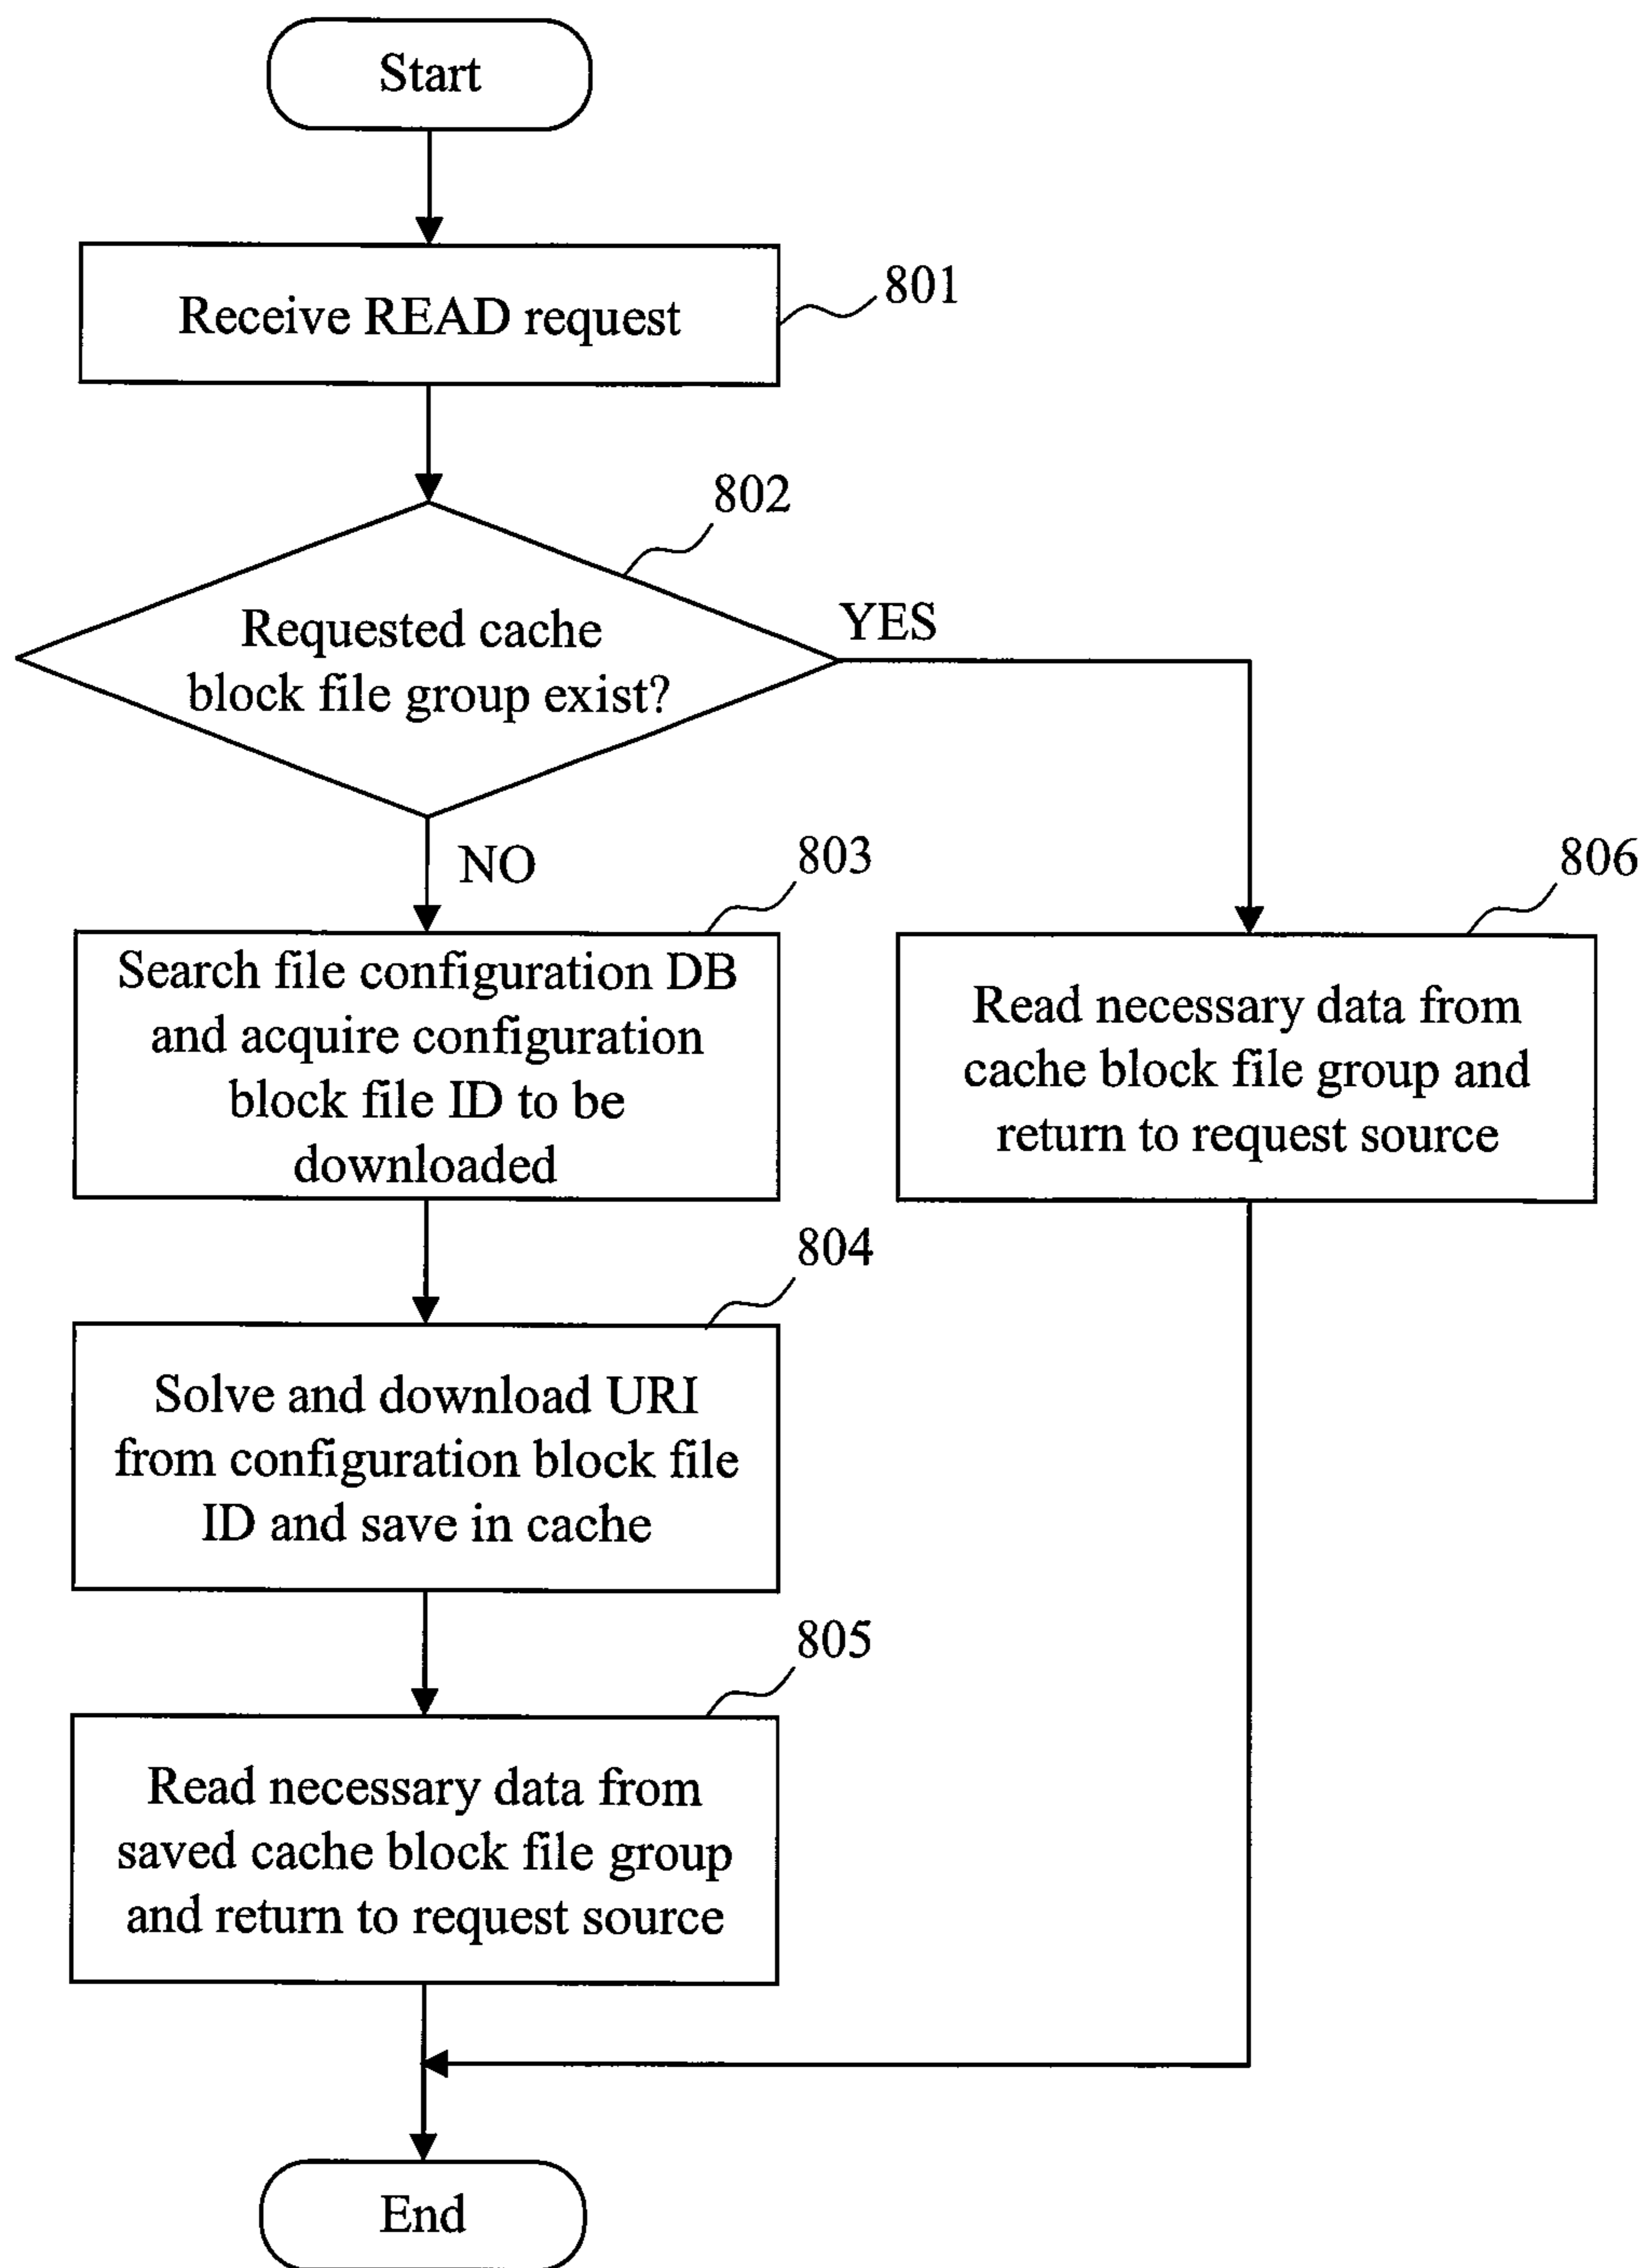 Start
Receive READ request
801
802
Requested cache
block file group exist?
YES
NO
803
Search file configuration DB
and acquire configuration
block file ID to be
downloaded
806
Read necessary data from
cache block file group and
return to request source
804
Solve and download URI
from configuration block file
ID and save in cache
805
Read necessary data from
saved cache block file group
and return to request source
End